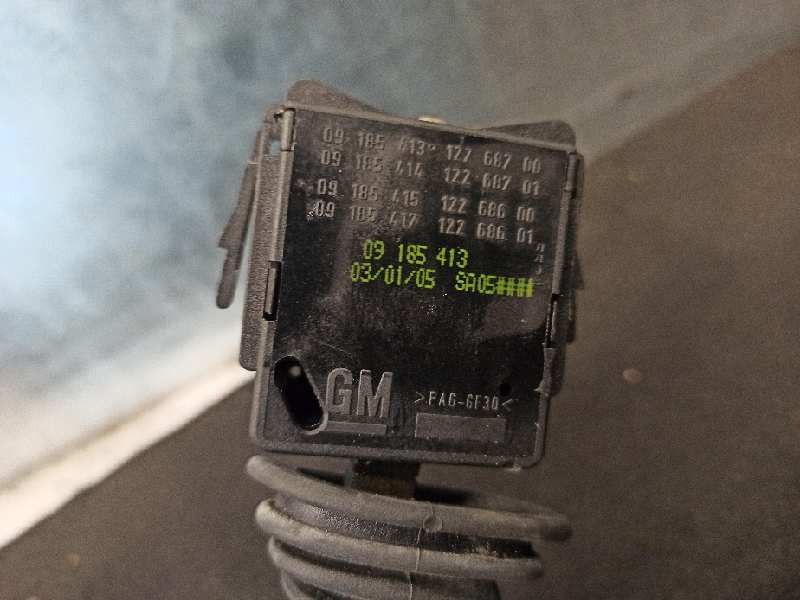 09 185 413 122 687 00
09 185 414 122 687 01
09 185 415 122 686 00
09 185 417 122 686 01
09 185 413
03/01/05 SA05####
GM >PA6-GF30<